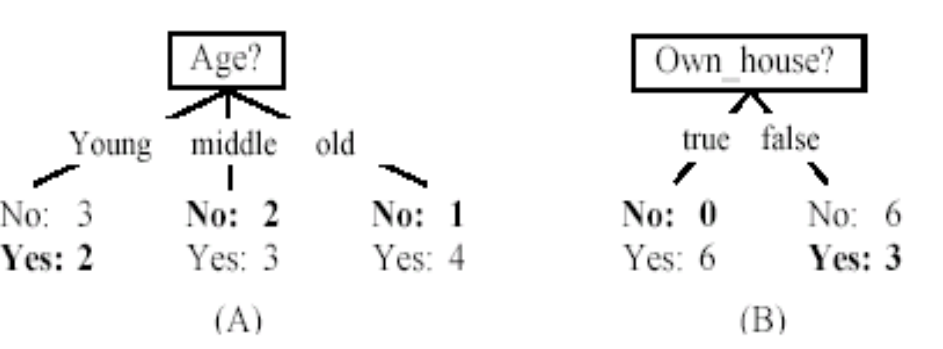 Age?
Own_house?
Young middle old
true false
No: 3
Yes: 2
No: 2
Yes: 3
No: 1
Yes: 4
No: 0
Yes: 6
No: 6
Yes: 3
(A)
(B)